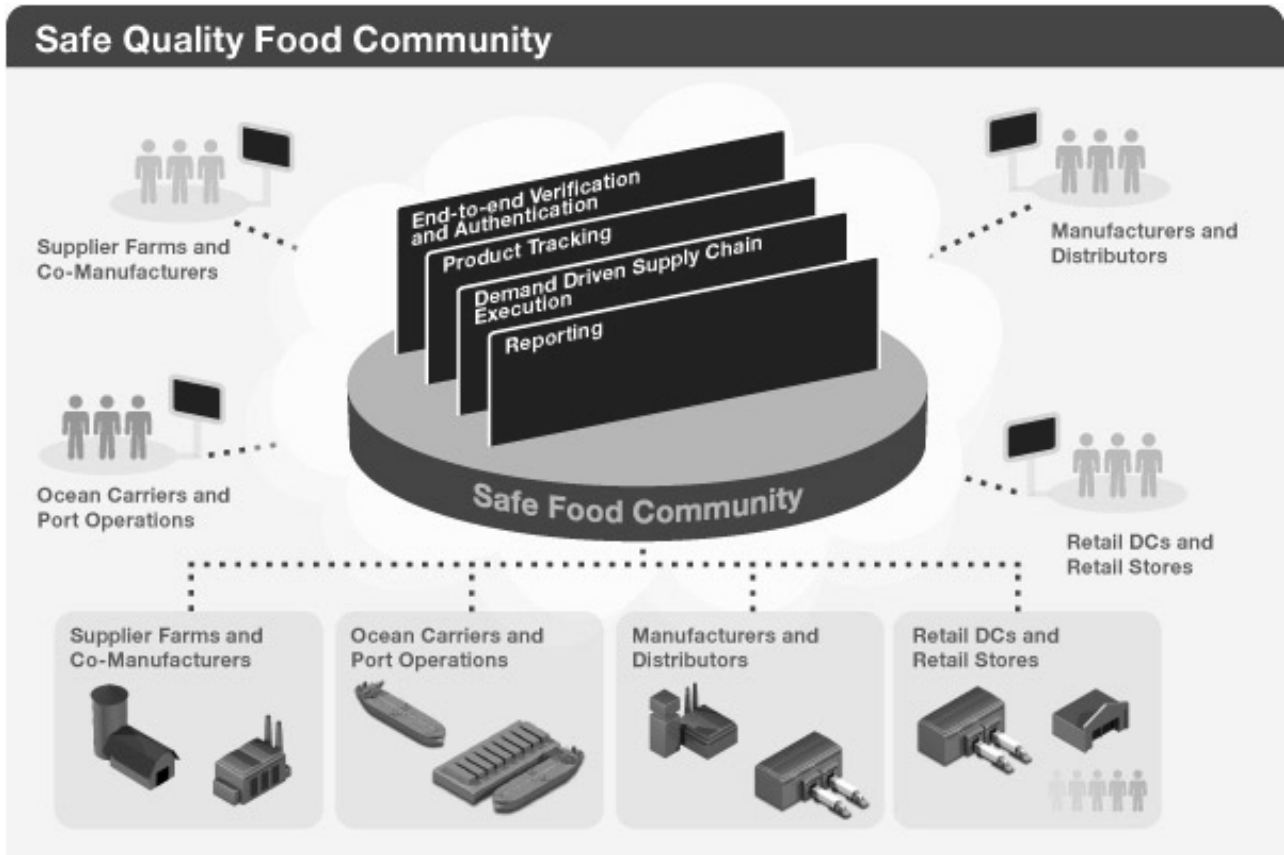 Safe Quality Food Community
End-to-end Verification
and Authentication
Product Tracking
Demand Driven Supply Chain
Execution
Reporting
Safe Food Community
Supplier Farms and
Co-Manufacturers
Manufacturers and
Distributors
Ocean Carriers and
Port Operations
Retail DCs and
Retail Stores
Supplier Farms and
Co-Manufacturers
Ocean Carriers and
Port Operations
Manufacturers and
Distributors
Retail DCs and
Retail Stores